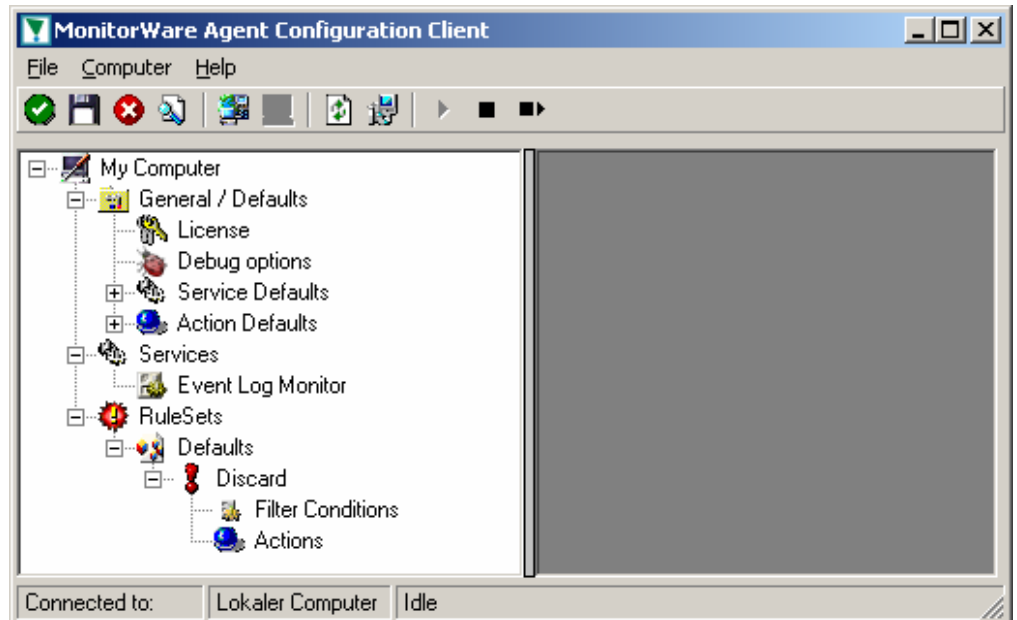 MonitorWare Agent Configuration Client
File Computer Help
My Computer
General / Defaults
License
Debug options
Service Defaults
Action Defaults
Services
Event Log Monitor
RuleSets
Defaults
Discard
Filter Conditions
Actions
Connected to: Lokaler Computer Idle